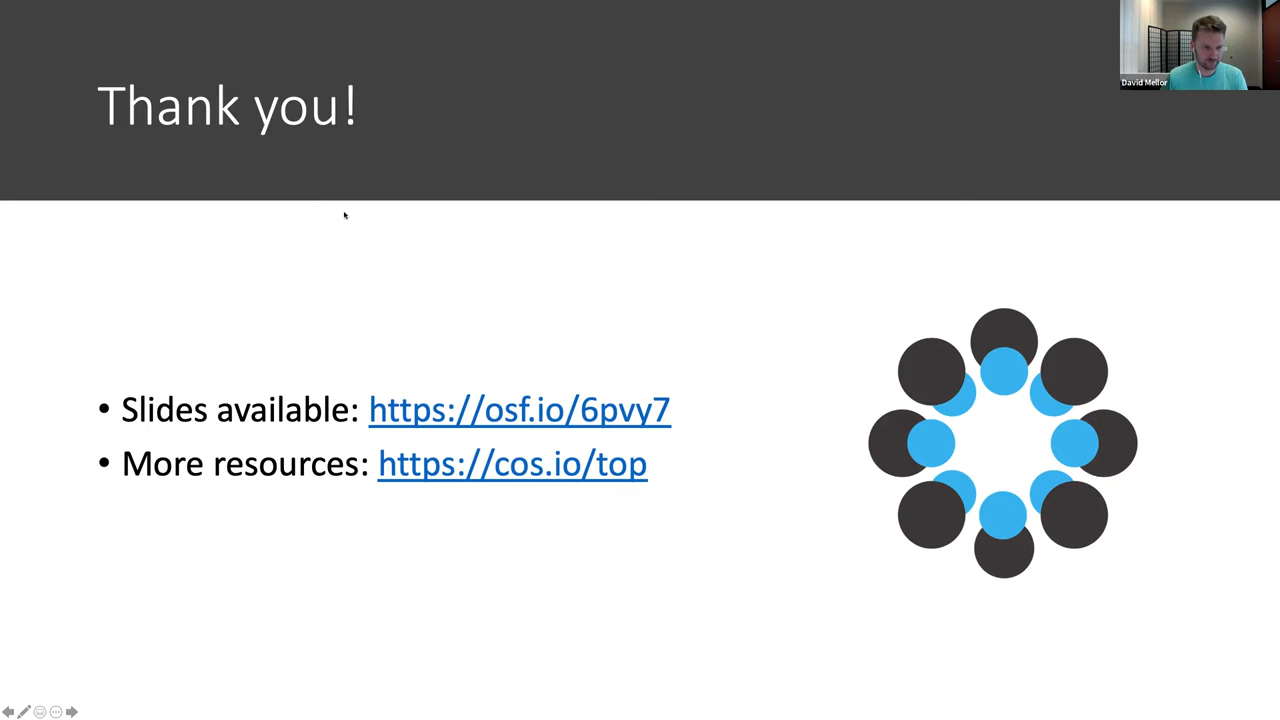 Thank you!
David Mellor
• Slides available: https://osf.io/6pvy7
• More resources: https://cos.io/top